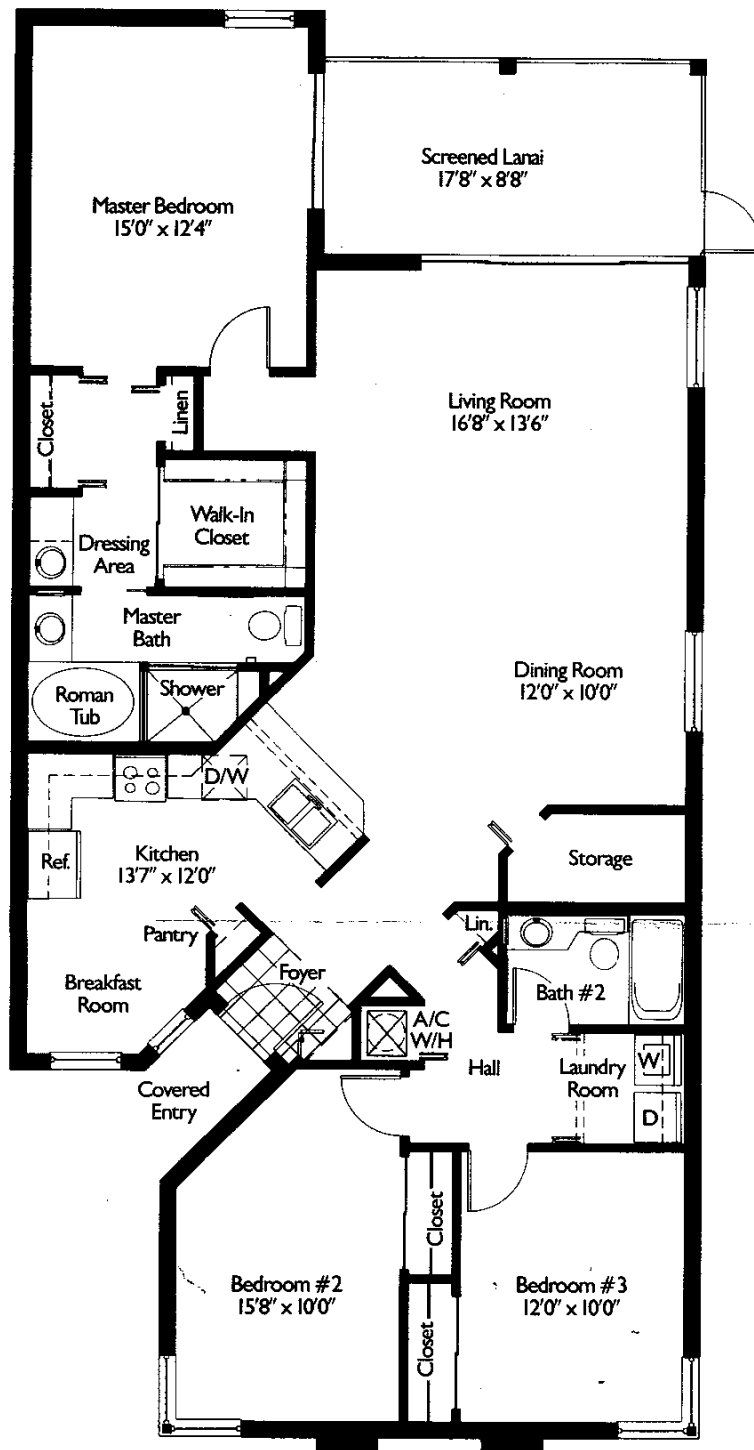 Screened Lanai
17'8" x 8'8"
Master Bedroom
15'0" x 12'4"
Closet
Linen
Living Room
16'8" x 13'6"
Walk-In
Closet
Dressing
Area
Master
Bath
Roman
Tub
Shower
Dining Room
12'0" x 10'0"
D/W
Ref.
Kitchen
13'7" x 12'0"
Storage
Pantry
Lin.
Foyer
Breakfast
Room
Bath #2
A/C
W/H
Hall
Laundry
Room
W
D
Covered
Entry
Closet
Bedroom #2
15'8" x 10'0"
Bedroom #3
12'0" x 10'0"
Closet